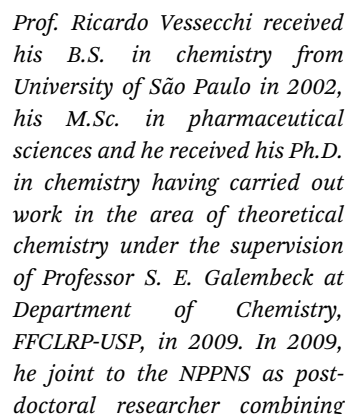 Prof. Ricardo Vessecchi received
his B.S. in chemistry from
University of São Paulo in 2002,
his M.Sc. in pharmaceutical
sciences and he received his Ph.D.
in chemistry having carried out
work in the area of theoretical
chemistry under the supervision
of Professor S. E. Galembeck at
Department of Chemistry,
FFCLRP-USP, in 2009. In 2009,
he joint to the NPPNS as post-
doctoral researcher combining